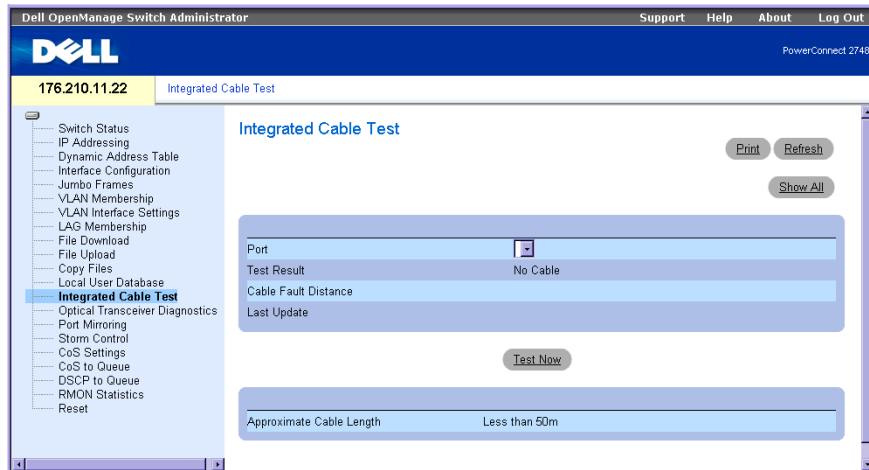 Dell OpenManage Switch Administrator
Support Help About Log Out
DELL
PowerConnect 2748
176.210.11.22
Integrated Cable Test
Switch Status
IP Addressing
Dynamic Address Table
Interface Configuration
Jumbo Frames
VLAN Membership
VLAN Interface Settings
LAG Membership
File Download
File Upload
Copy Files
Local User Database
Integrated Cable Test
Optical Transceiver Diagnostics
Port Mirroring
Storm Control
CoS Settings
CoS to Queue
DSCP to Queue
RMON Statistics
Reset
Integrated Cable Test
Print Refresh
Show All
Port
Test Result No Cable
Cable Fault Distance
Last Update
Test Now
Approximate Cable Length Less than 50m